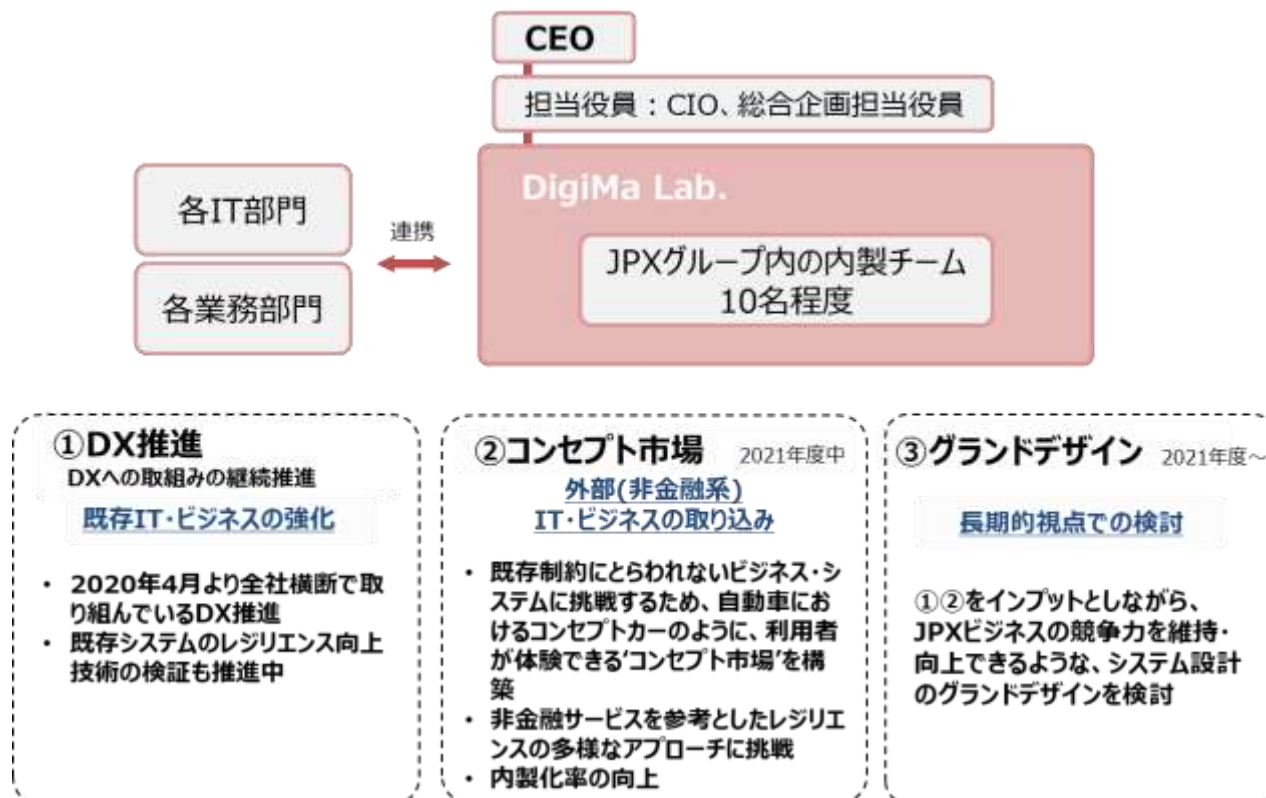 CEO
担当役員：CIO、総合企画担当役員
DigiMa Lab.
各IT部門
連携
各業務部門
JPXグループ内の内製チーム
10名程度
①DX推進
DXへの取組みの継続推進
既存IT・ビジネスの強化
・ 2020年4月より全社横断で取
り組んでいるDX推進
・ 既存システムのレジリエンス向上
技術の検証も推進中
②コンセプト市場 2021年度中
外部(非金融系)
IT・ビジネスの取り込み
・ 既存制約にとらわれないビジネス・シ
ステムに挑戦するため、自動車にお
けるコンセプトカーのように、利用者
が体験できる‘コンセプト市場’を構
築
・ 非金融サービスを参考としたレジリエ
ンスの多様なアプローチに挑戦
・ 内製化率の向上
③グランドデザイン 2021年度～
長期的視点での検討
①②をインプットとしながら、
JPXビジネスの競争力を維持・
向上できるような、システム設計
のグランドデザインを検討